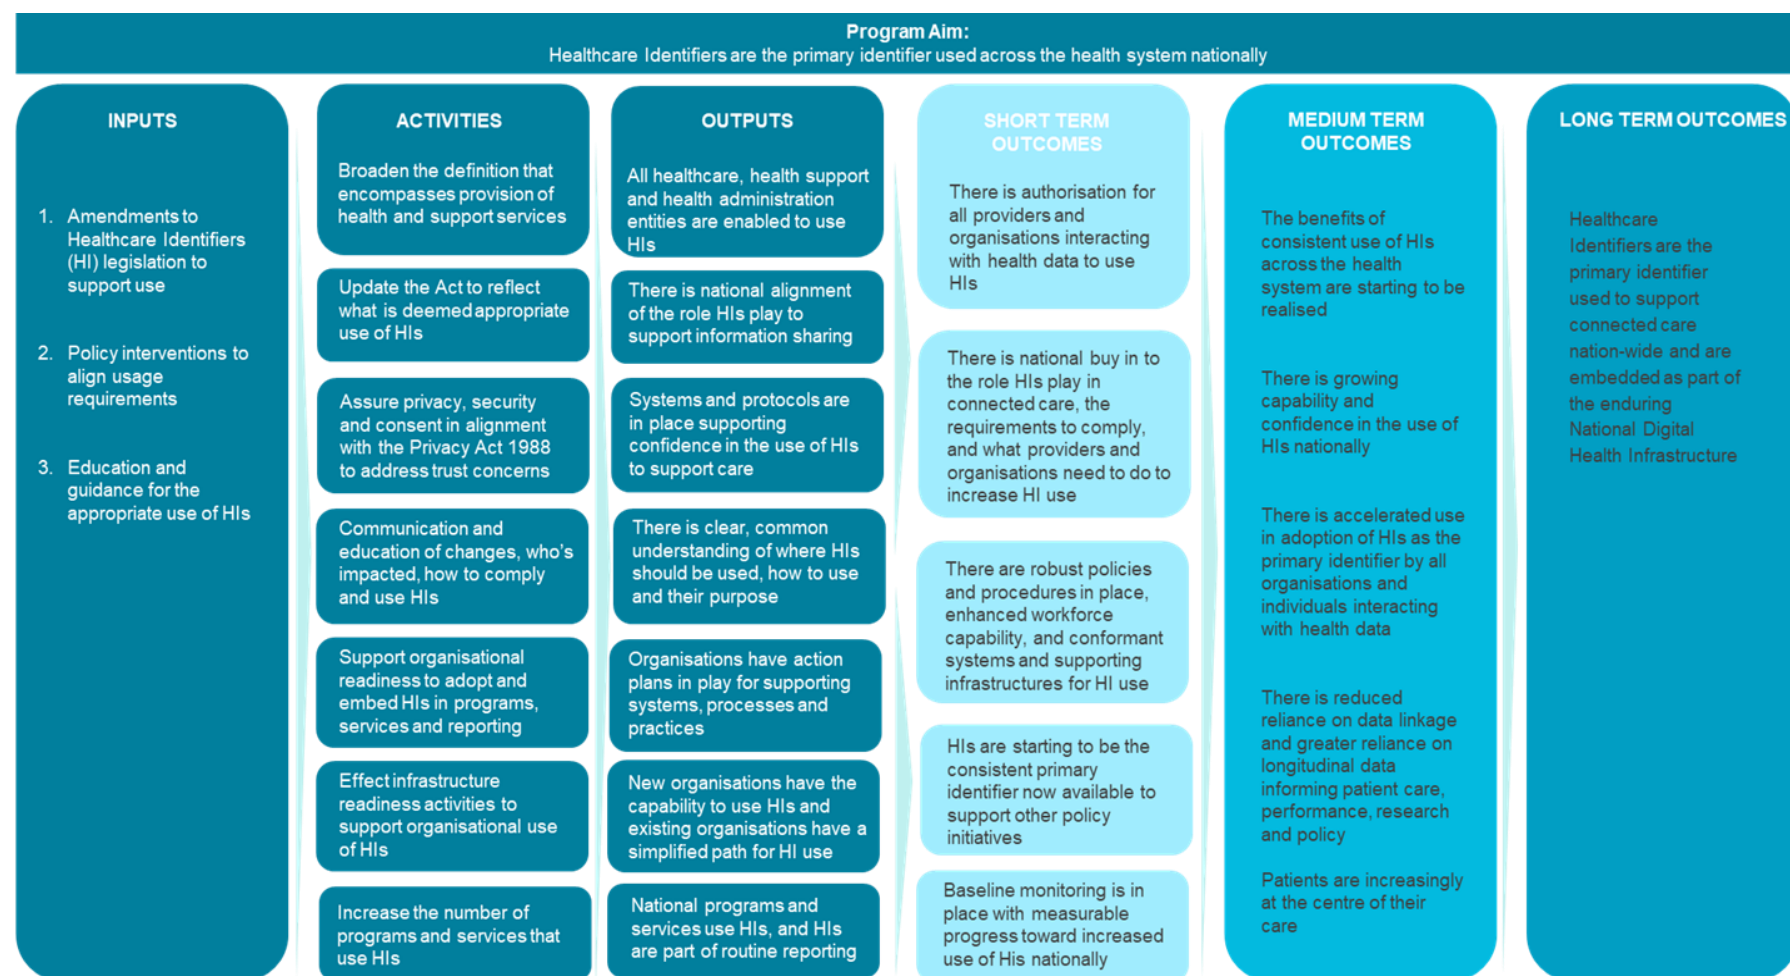 Program Aim:
Healthcare Identifiers are the primary identifier used across the health system nationally
INPUTS
1. Amendments to
Healthcare Identifiers
(HI) legislation to
support use
2. Policy interventions to
align usage
requirements
3. Education and
guidance for the
appropriate use of HIs
ACTIVITIES
Broaden the definition that
encompasses provision of
health and support services
Update the Act to reflect
what is deemed appropriate
use of HIs
Assure privacy, security
and consent in alignment
with the Privacy Act 1988
to address trust concerns
Communication and
education of changes, who's
impacted, how to comply
and use HIs
Support organisational
readiness to adopt and
embed HIs in programs,
services and reporting
Effect infrastructure
readiness activities to
support organisational use
of HIs
Increase the number of
programs and services that
use HIs
OUTPUTS
All healthcare, health support
and health administration
entities are enabled to use
HIs
There is national alignment
of the role HIs play to
support information sharing
Systems and protocols are
in place supporting
confidence in the use of HIs
to support care
There is clear, common
understanding of where HIs
should be used, how to use
and their purpose
Organisations have action
plans in play for supporting
systems, processes and
practices
New organisations have the
capability to use HIs and
existing organisations have a
simplified path for HI use
National programs and
services use HIs, and HIs
are part of routine reporting
SHORT TERM
OUTCOMES
There is authorisation for
all providers and
organisations interacting
with health data to use
HIs
There is national buy in to
the role HIs play in
connected care, the
requirements to comply,
and what providers and
organisations need to do to
increase HI use
There are robust policies
and procedures in place,
enhanced workforce
capability, and conformant
systems and supporting
infrastructures for HI use
HIs are starting to be the
consistent primary
identifier now available to
support other policy
initiatives
Baseline monitoring is in
place with measurable
progress toward increased
use of His nationally
MEDIUM TERM
OUTCOMES
The benefits of
consistent use of HIs
across the health
system are starting to be
realised
There is growing
capability and
confidence in the use of
HIs nationally
There is accelerated use
in adoption of HIs as the
primary identifier by all
organisations and
individuals interacting
with health data
There is reduced
reliance on data linkage
and greater reliance on
longitudinal data
informing patient care,
performance, research
and policy
Patients are increasingly
at the centre of their
care
LONG TERM OUTCOMES
Healthcare
Identifiers are the
primary identifier
used to support
connected care
nation-wide and are
embedded as part of
the enduring
National Digital
Health Infrastructure